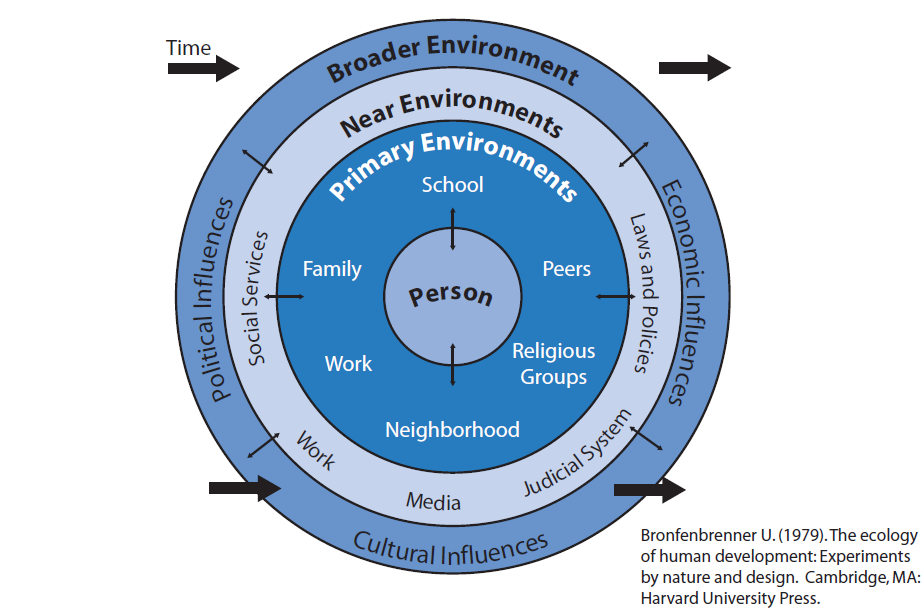 Time
Broader Environment
Near Environments
Primary Environments
School
Family
Peers
Person
Work
Religious
Groups
Neighborhood
Political Influences
Social Services
Laws and Policies
Economic Influences
Work
Media
Judicial System
Cultural Influences
Bronfenbrenner U. (1979). The ecology
of human development: Experiments
by nature and design. Cambridge, MA:
Harvard University Press.